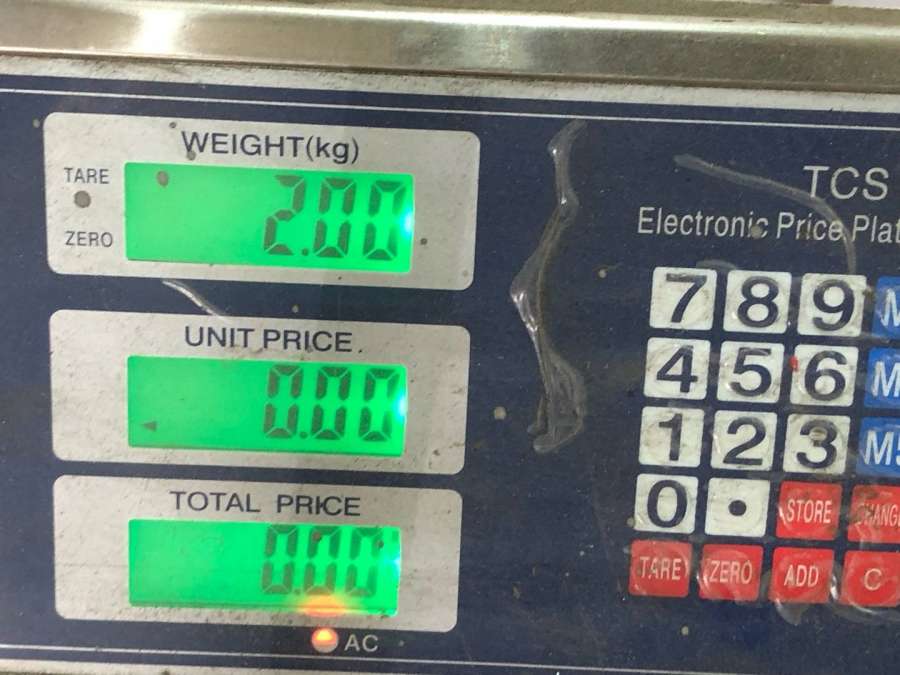 WEIGHT(kg)
TARE
2.00
ZERO
TCS
Electronic Price
UNIT PRICE
0.00
TOTAL PRICE
0.00
AC
7 8 9
4 5 6
1 2 3
0 . STORE
TARE ZERO ADD C